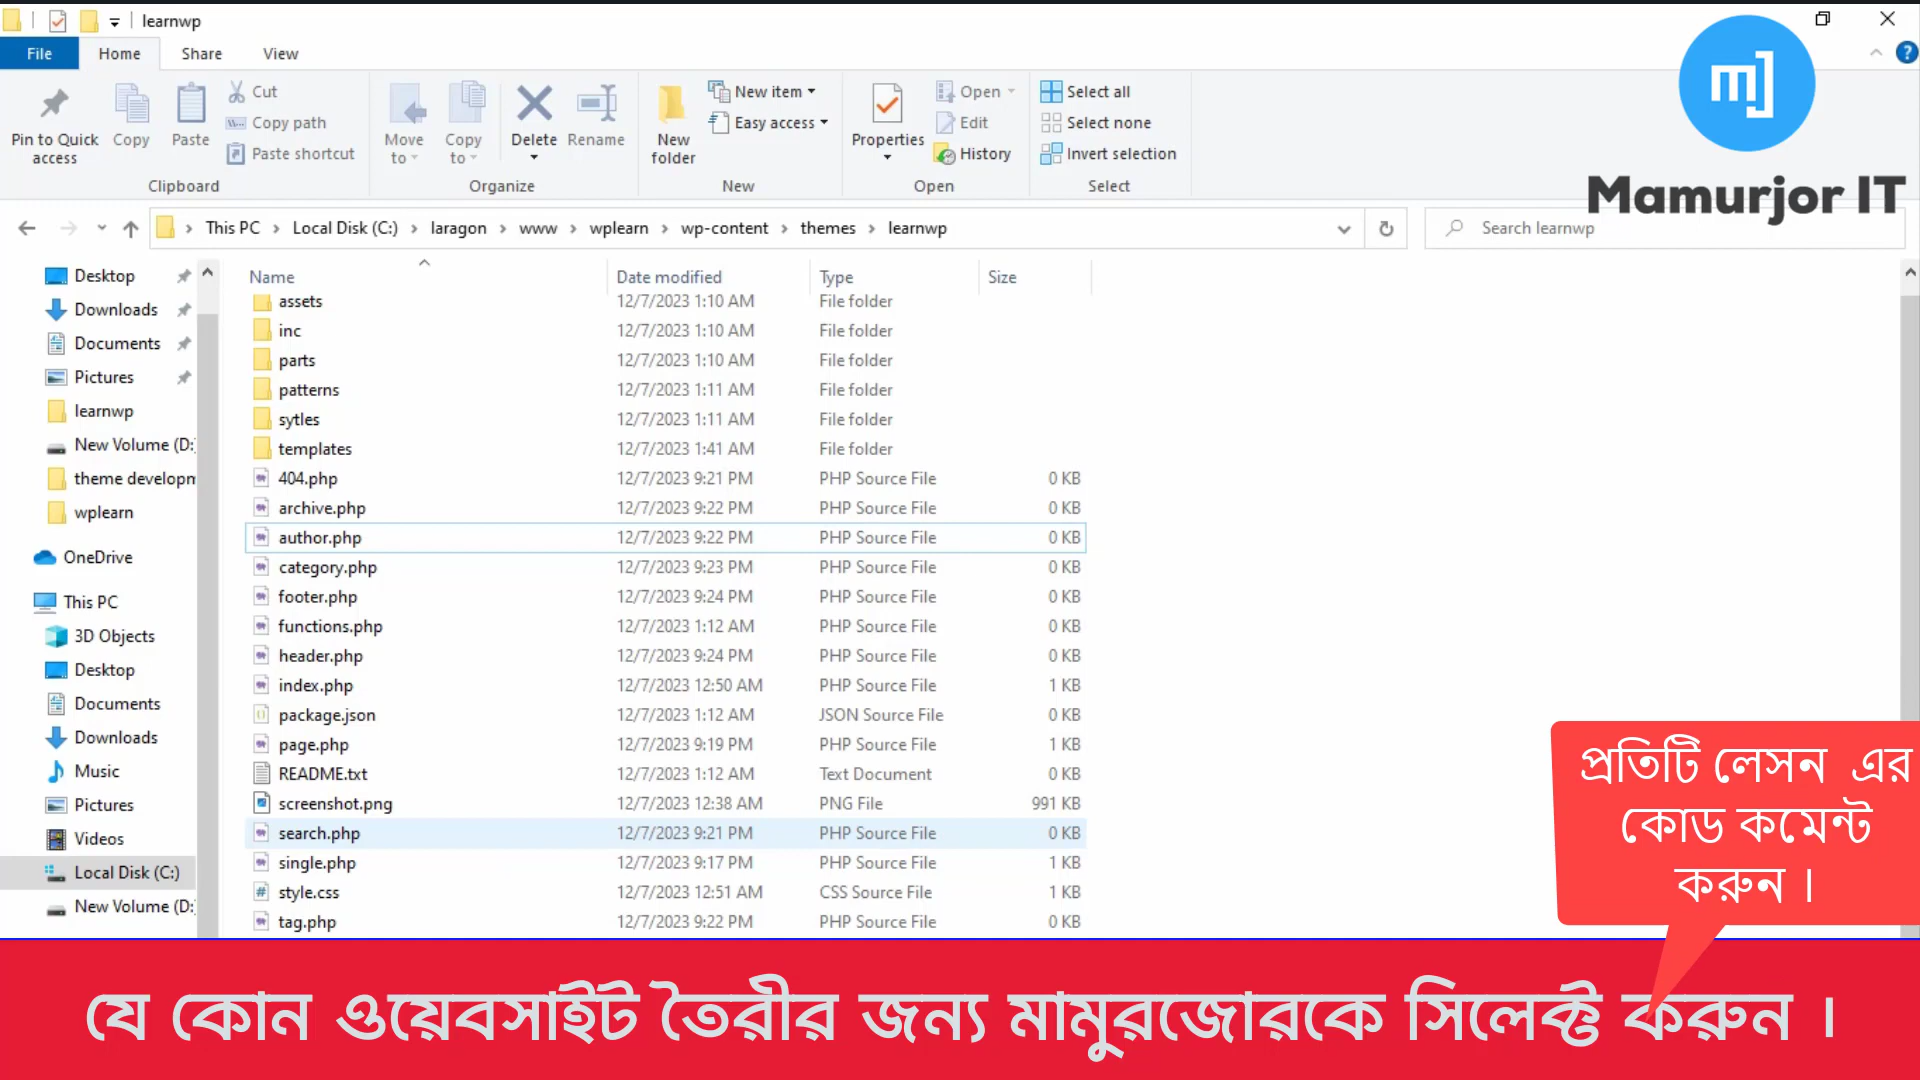 learnwp
File Home Share View
Pin to Quick access
Copy
Paste
Cut
Copy path
Paste shortcut
Clipboard
Move to
Copy to
Delete
Rename
Organize
New folder
New item
Easy access
New
Properties
Open
Edit
History
Open
Select all
Select none
Invert selection
Select
m]
Mamurjor IT
This PC › Local Disk (C:) › laragon › www › wplearn › wp-content › themes › learnwp
Search learnwp
Desktop
Downloads
Documents
Pictures
learnwp
New Volume (D:
theme developm
wplearn
OneDrive
This PC
3D Objects
Desktop
Documents
Downloads
Music
Pictures
Videos
Local Disk (C:)
New Volume (D:
Name Date modified Type Size
assets 12/7/2023 1:10 AM File folder
inc 12/7/2023 1:10 AM File folder
parts 12/7/2023 1:10 AM File folder
patterns 12/7/2023 1:11 AM File folder
sytles 12/7/2023 1:11 AM File folder
templates 12/7/2023 1:41 AM File folder
404.php 12/7/2023 9:21 PM PHP Source File 0 KB
archive.php 12/7/2023 9:22 PM PHP Source File 0 KB
author.php 12/7/2023 9:22 PM PHP Source File 0 KB
category.php 12/7/2023 9:23 PM PHP Source File 0 KB
footer.php 12/7/2023 9:24 PM PHP Source File 0 KB
functions.php 12/7/2023 1:12 AM PHP Source File 0 KB
header.php 12/7/2023 9:24 PM PHP Source File 0 KB
index.php 12/7/2023 12:50 AM PHP Source File 1 KB
package.json 12/7/2023 1:12 AM JSON Source File 0 KB
page.php 12/7/2023 9:19 PM PHP Source File 1 KB
README.txt 12/7/2023 1:12 AM Text Document 0 KB
screenshot.png 12/7/2023 12:38 AM PNG File 991 KB
search.php 12/7/2023 9:21 PM PHP Source File 0 KB
single.php 12/7/2023 9:17 PM PHP Source File 1 KB
style.css 12/7/2023 12:51 AM CSS Source File 1 KB
tag.php 12/7/2023 9:22 PM PHP Source File 0 KB
প্রতিটি লেসন এর
কোড কমেন্ট
করুন ।
যে কোন ওয়েবসাইট তৈরীর জন্য মামুরজোরকে সিলেক্ট করুন ।